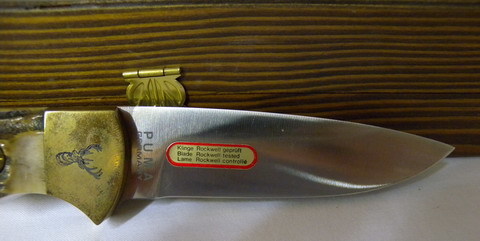 PUMA
Klinge Rockwell geprüft
Blade Rockwell tested
Lame Rockwell contrôlé